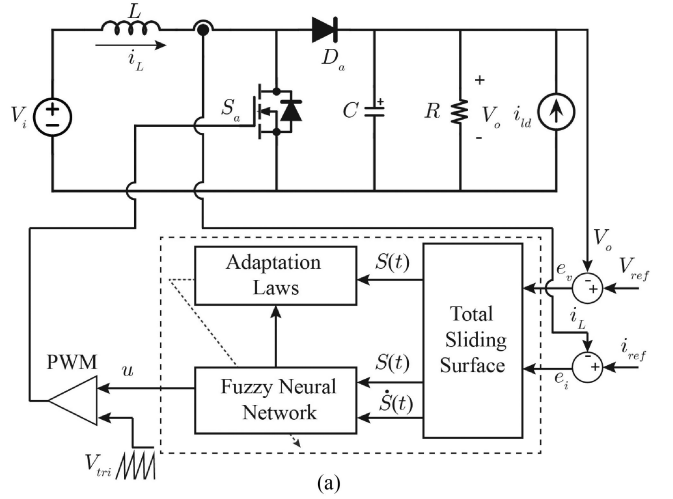 L
i_L
D_a
V_i
S_a
C
+
R
+
V_o
-
i_ld
V_o
Adaptation
Laws
S(t)
Total
Sliding
Surface
e_v
-
+
V_ref
i_L
PWM
u
Fuzzy Neural
Network
S(t)
Ṡ(t)
e_i
-
+
i_ref
V_tri
(a)